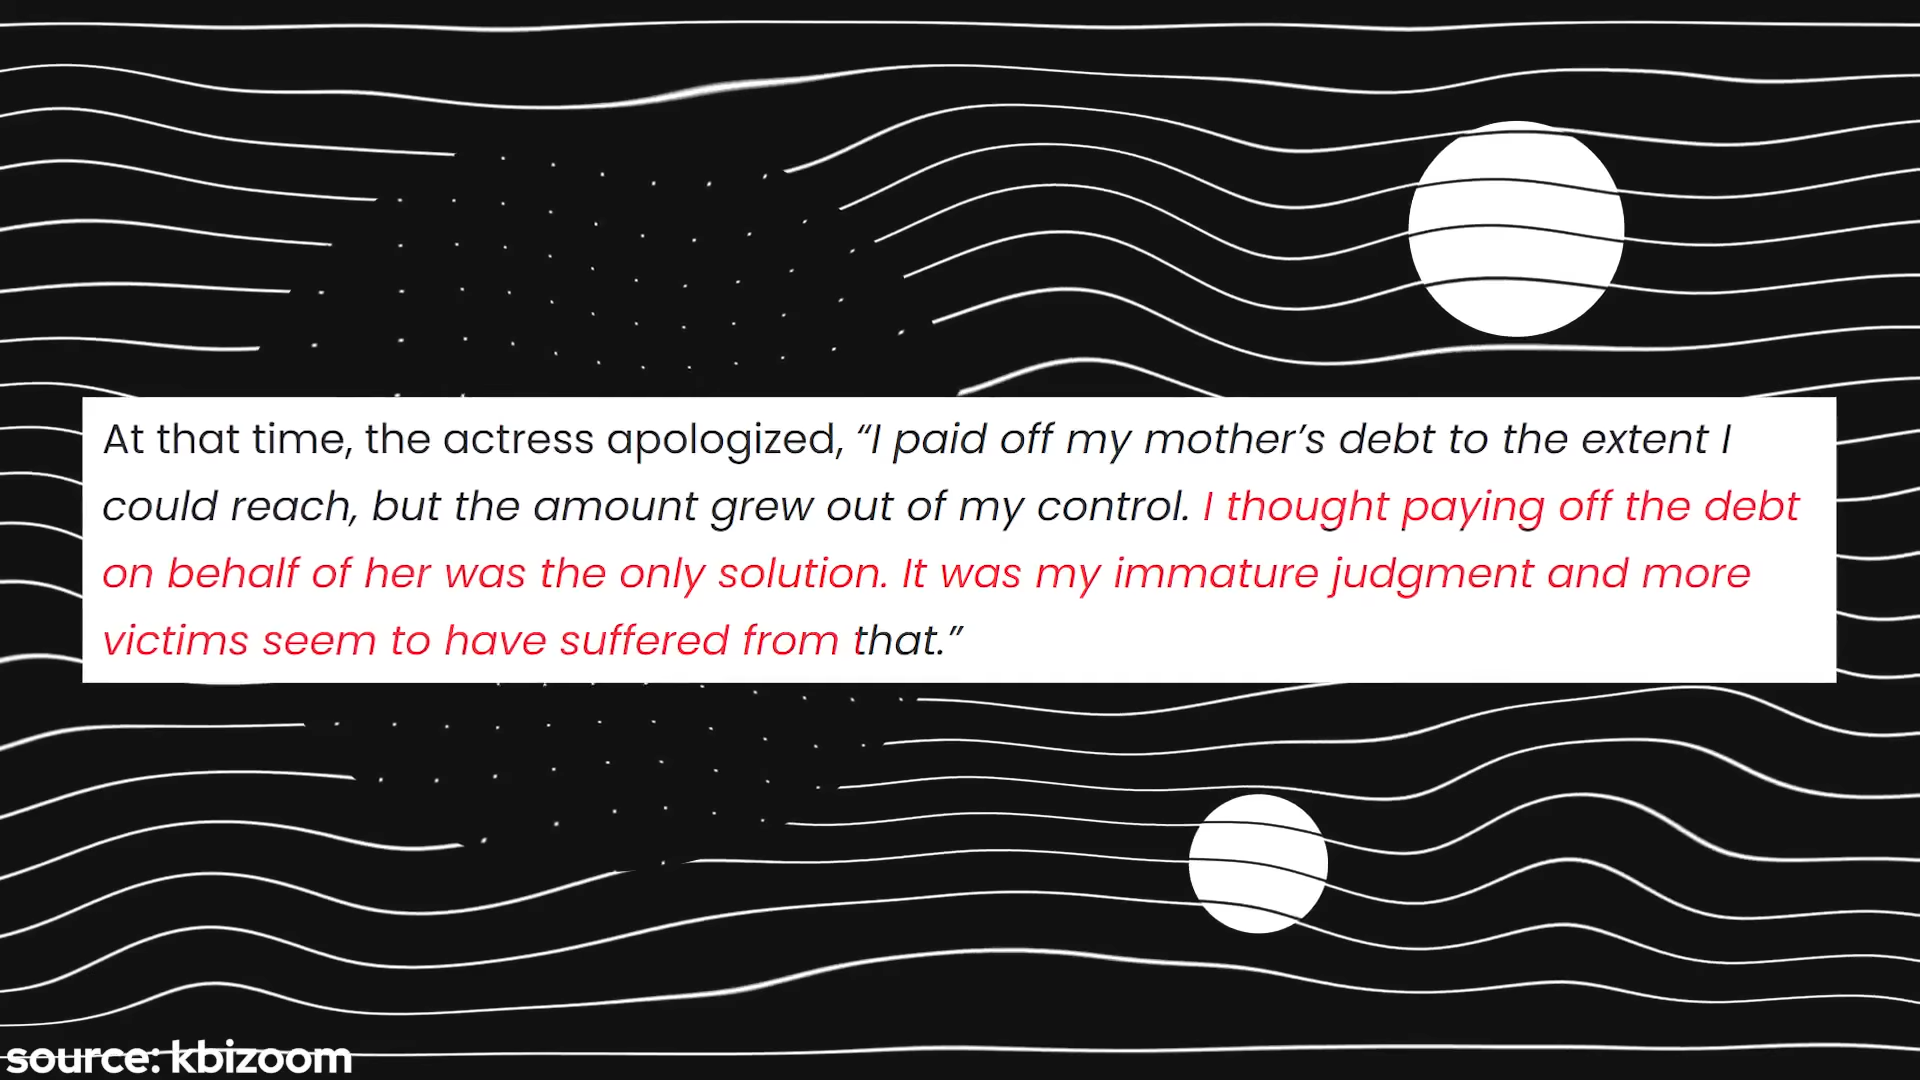 At that time, the actress apologized, “I paid off my mother’s debt to the extent I
could reach, but the amount grew out of my control. I thought paying off the debt
on behalf of her was the only solution. It was my immature judgment and more
victims seem to have suffered from that.”
source: kbizoom